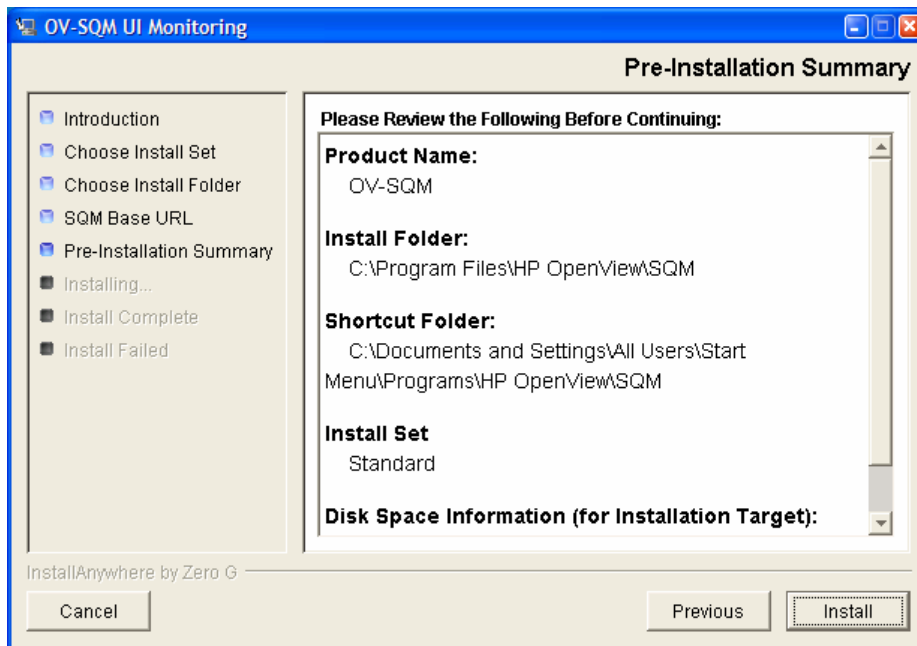 OV-SQM UI Monitoring
Pre-Installation Summary
Introduction
Choose Install Set
Choose Install Folder
SQM Base URL
Pre-Installation Summary
Installing...
Install Complete
Install Failed
Please Review the Following Before Continuing:
Product Name:
OV-SQM
Install Folder:
C:\Program Files\HP OpenView\SQM
Shortcut Folder:
C:\Documents and Settings\All Users\Start
Menu\Programs\HP OpenView\SQM
Install Set
Standard
Disk Space Information (for Installation Target):
InstallAnywhere by Zero G
Cancel
Previous
Install